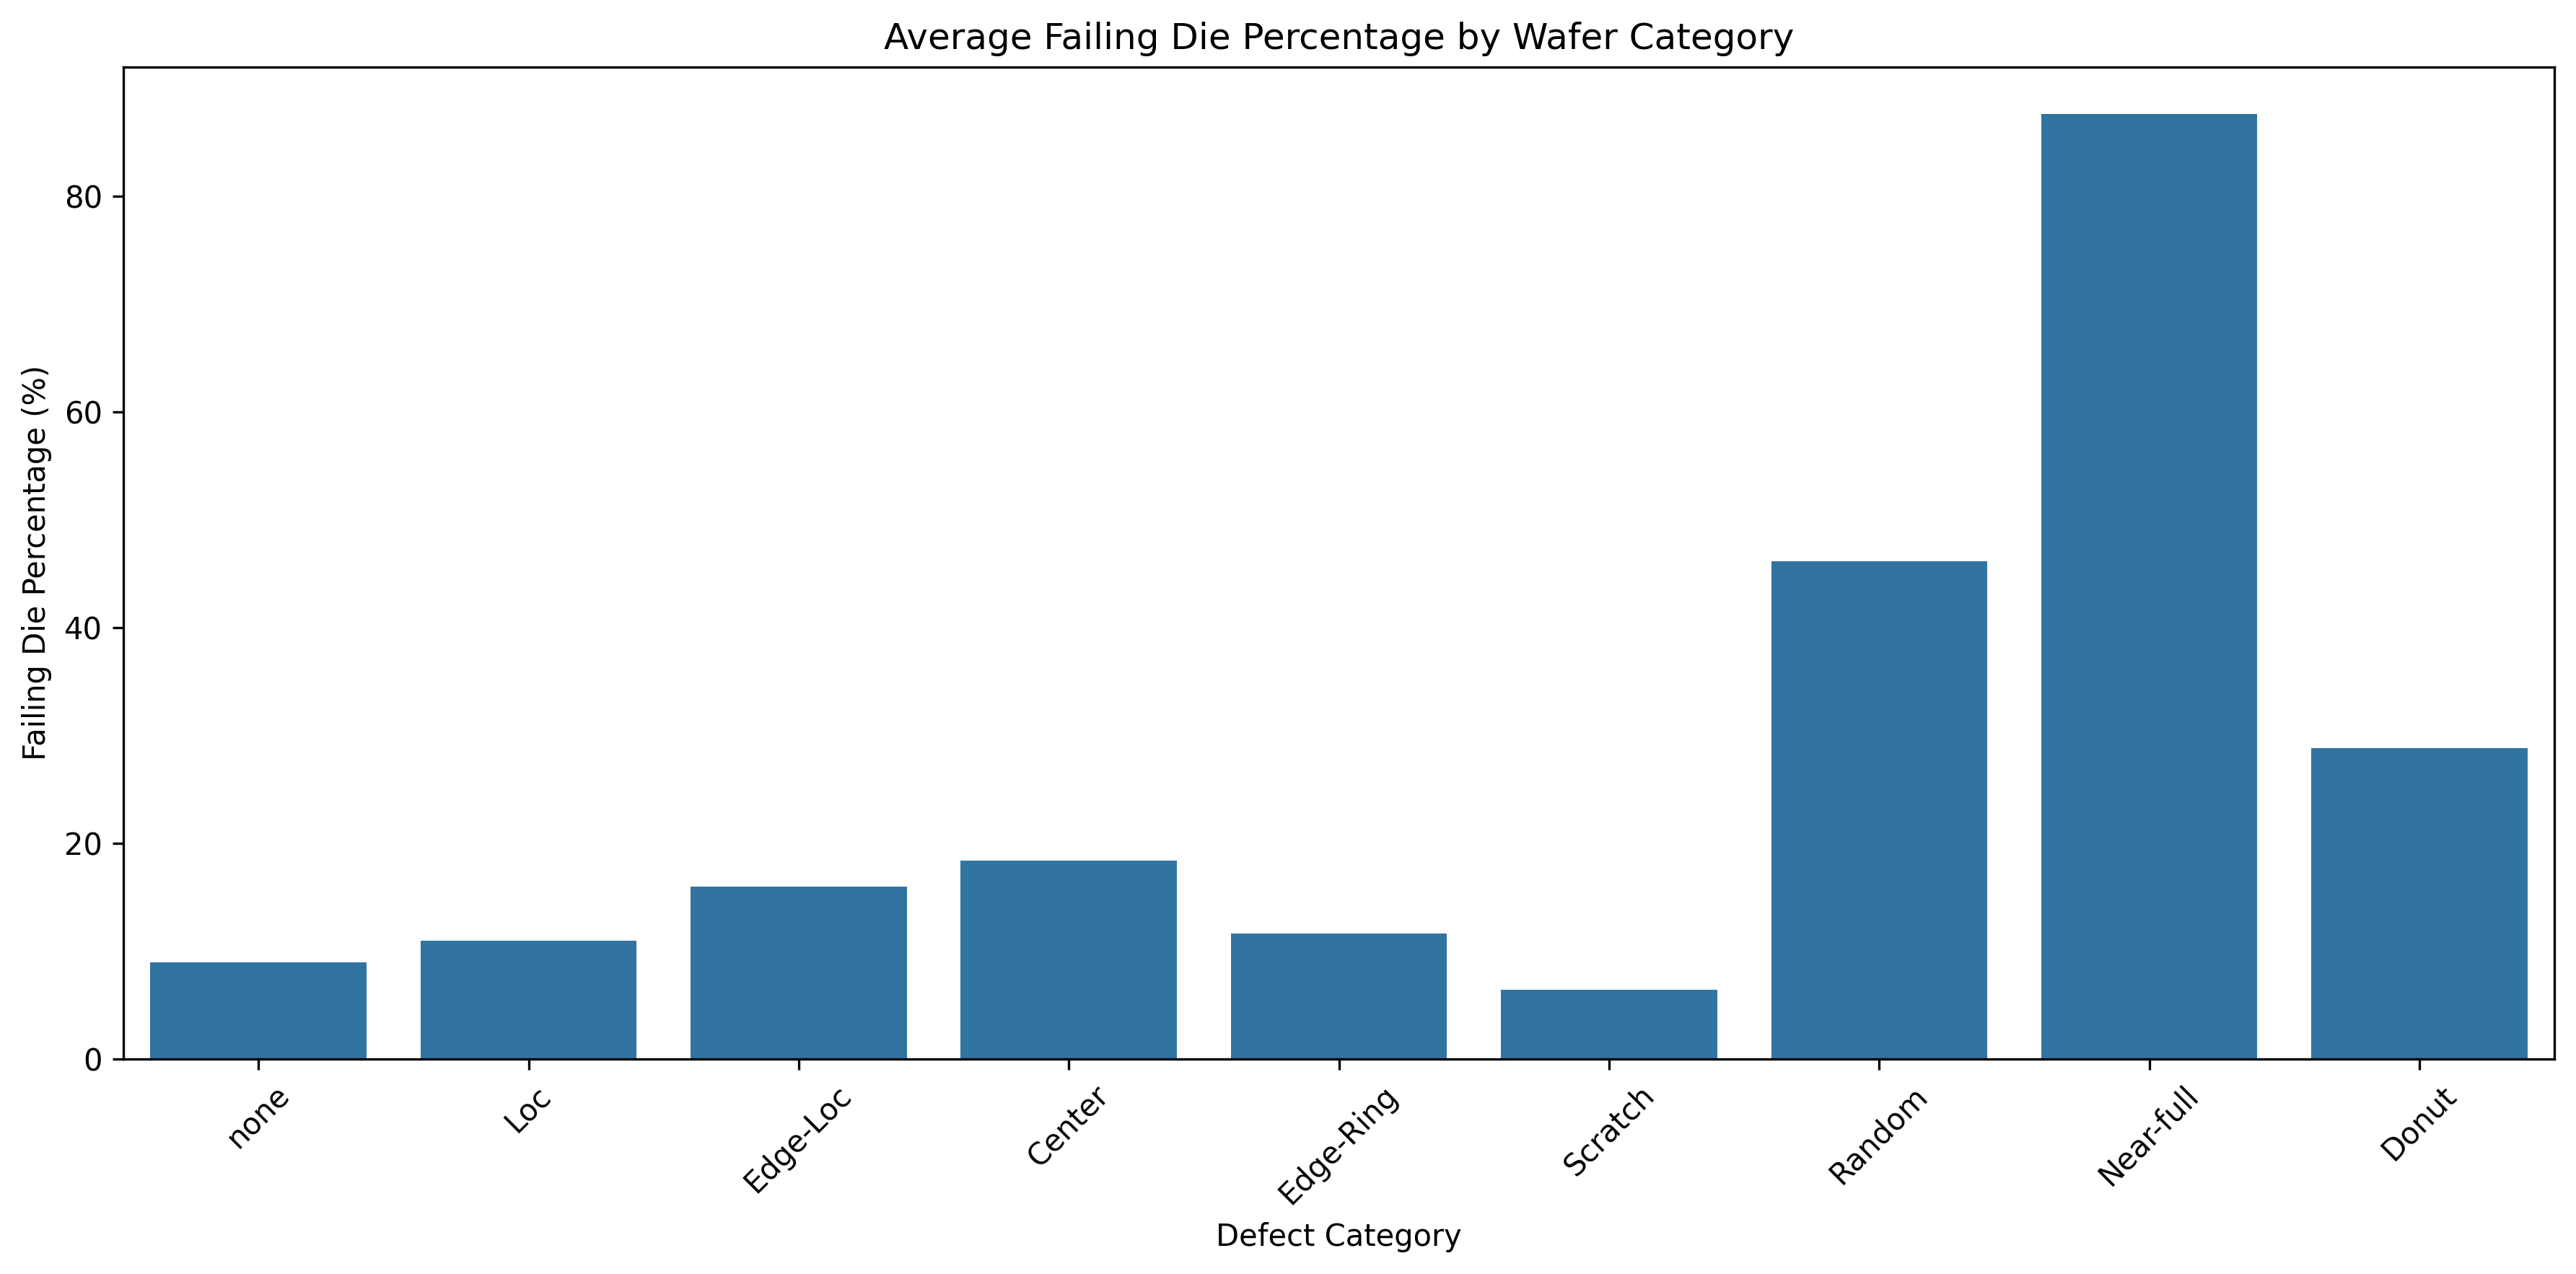 Average Failing Die Percentage by Wafer Category
Failing Die Percentage (%)
80
60
40
20
0
none
Loc
Edge-Loc
Center
Edge-Ring
Scratch
Random
Near-full
Donut
Defect Category